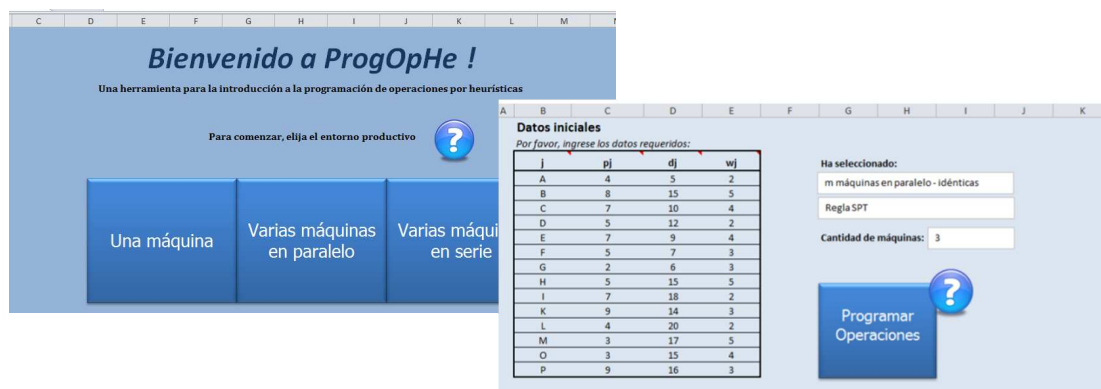 C D E F G H I J K L M
Bienvenido a ProgOpHe !
Una herramienta para la introducción a la programación de operaciones por heurísticas
Para comenzar, elija el entorno productivo
?
Una máquina
Varias máquinas
en paralelo
Varias máqui
en serie
A B C D E F G H I J K
Datos iniciales
Por favor, ingrese los datos requeridos:
j pj dj wj
A 4 5 2
B 8 15 5
C 7 10 4
D 5 12 2
E 7 9 4
F 5 7 3
G 2 6 3
H 5 15 5
I 7 18 2
K 9 14 3
L 4 20 2
M 3 17 5
O 3 15 4
P 9 16 3
Ha seleccionado:
m máquinas en paralelo - idénticas
Regla SPT
Cantidad de máquinas: 3
?
Programar
Operaciones